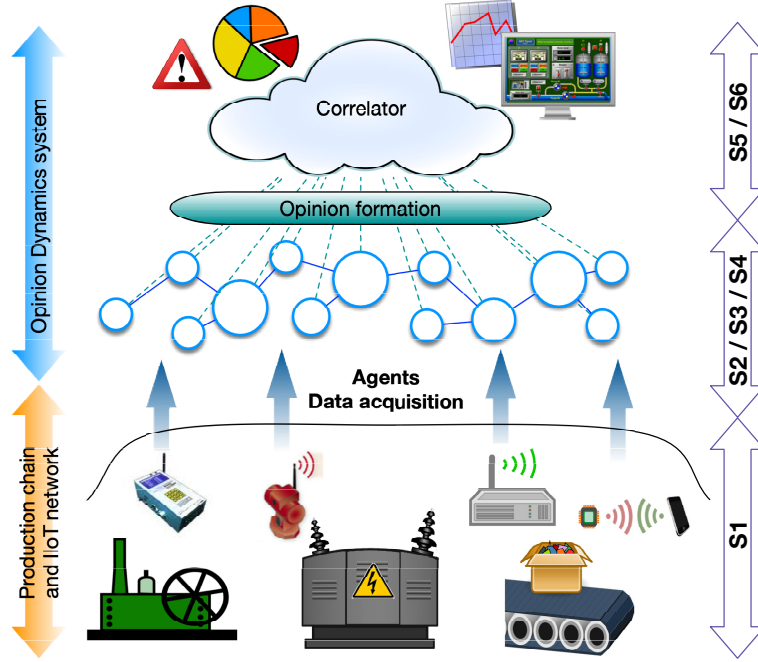 Correlator
Opinion formation
Agents
Data acquisition
Opinion Dynamics system
Production chain
and IIoT network
S5 / S6
S2 / S3 / S4
S1